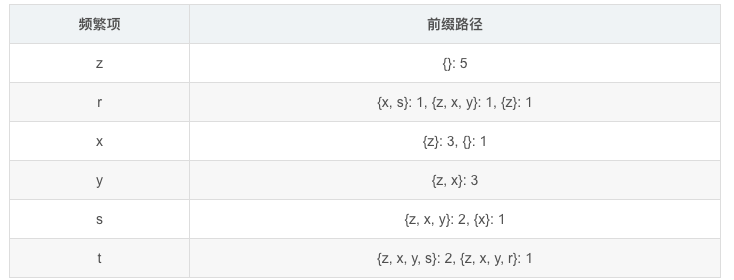 频繁项 前缀路径
z {}: 5
r {x, s}: 1, {z, x, y}: 1, {z}: 1
x {z}: 3, {}: 1
y {z, x}: 3
s {z, x, y}: 2, {x}: 1
t {z, x, y, s}: 2, {z, x, y, r}: 1